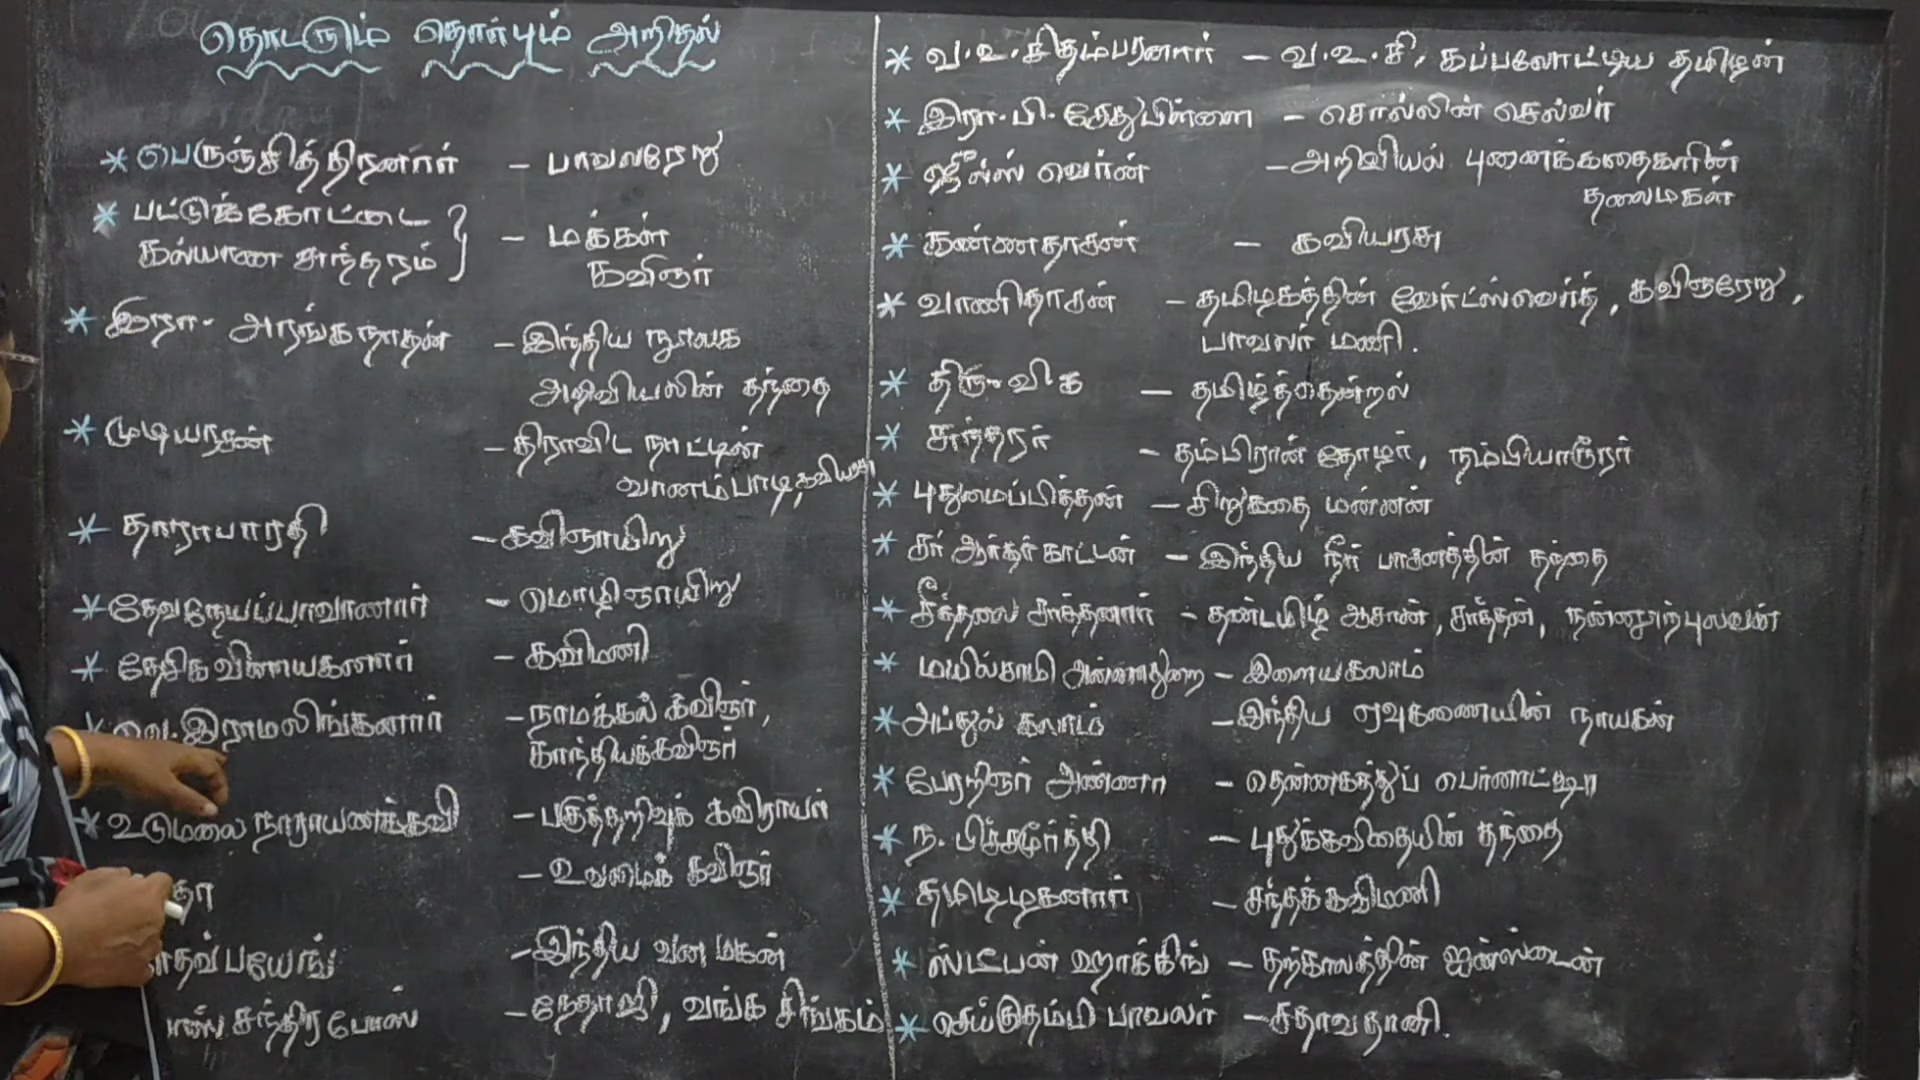 தொடரும் தொடர்பும் அறிதல்
* பெருஞ்சித்திரனார் - பாவலரேறு
* பட்டுக்கோட்டை
கல்யாண சுந்தரம் } - மக்கள்
கவிஞர்
* இரா. அரங்கநாதன் - இந்திய நூலக
அறிவியலின் தந்தை
* முடியரசன் - திராவிட நாட்டின்
வானம்பாடி, கவியரசு
* தாராபாரதி - கவிஞாயிறு
* தேவநேயப்பாவாணர் - மொழிஞாயிறு
* தேசிக விநாயகனார் - கவிமணி
* வெ. இராமலிங்கனார் - நாமக்கல் கவிஞர்,
காந்தியக்கவிஞர்
* உடுமலை நாராயணக்கவி - பகுத்தறிவுக் கவிராயர்
தா - உவமைக் கவிஞர்
தவ் பயேங் - இந்திய வன மகன்
சந்திர போஸ் - நேதாஜி, வங்க சிங்கம்
* வ.உ.சிதம்பரனார் - வ.உ.சி, கப்பலோட்டிய தமிழன்
* இரா.பி.சேதுபிள்ளை - சொல்லின் செல்வர்
* ஜீல்ஸ் வெர்ன் - அறிவியல் புனைக்கதைகளின்
தலைமகன்
* கண்ணதாசன் - கவியரசு
* வாணிதாசன் - தமிழகத்தின் வேர்ட்ஸ்வொர்த், கவிஞரேறு,
பாவலர் மணி.
* திரு.வி.க - தமிழ்த்தென்றல்
* சுந்தரர் - தம்பிரான் தோழர், நம்பியாரூரர்
* புதுமைப்பித்தன் - சிறுகதை மன்னன்
* சர் ஆர்தர் காட்டன் - இந்திய நீர் பாசனத்தின் தந்தை
* சீத்தலை சாத்தனார் - தண்டமிழ் ஆசான், சாத்தன், நன்னூற்புலவன்
* மயில்சாமி அண்ணாதுரை - இளையகலாம்
* அப்துல் கலாம் - இந்திய ஏவுகணையின் நாயகன்
* பேரறிஞர் அண்ணா - தென்னகத்துப் பெர்னாட்ஷா
* ந. பிச்சமூர்த்தி - புதுக்கவிதையின் தந்தை
* தமிழழகனார் - சந்தக்கவிமணி
* ஸ்டீபன் ஹாக்கிங் - தற்காலத்தின் ஐன்ஸ்டைன்
* செய்குதம்பி பாவலர் - சதாவதானி.